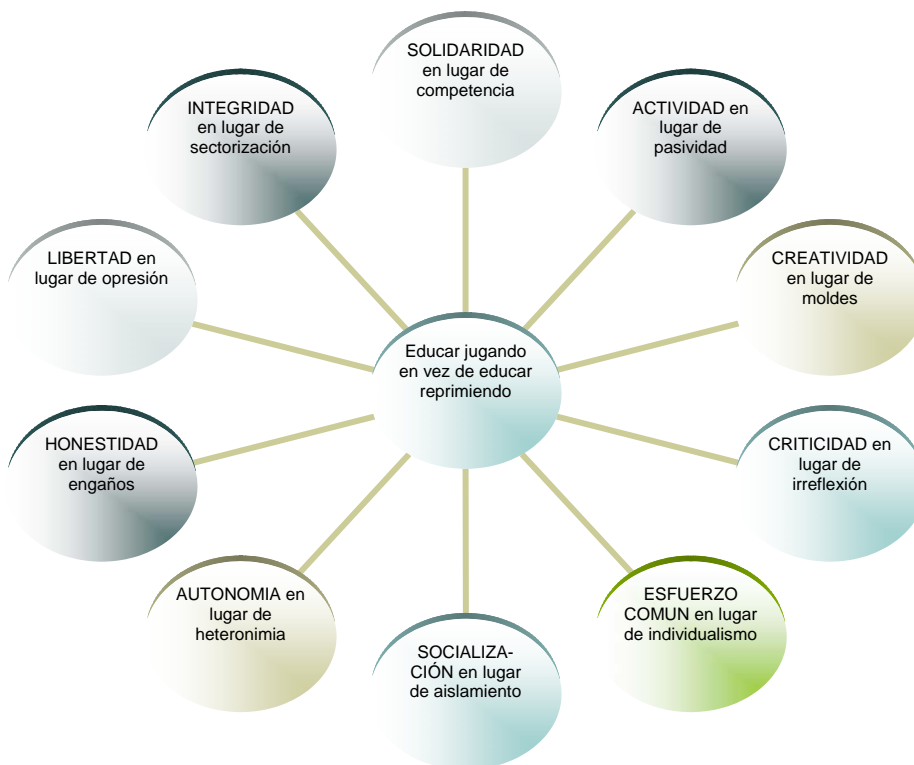 SOLIDARIDAD
en lugar de
competencia
INTEGRIDAD
en lugar de
sectorización
ACTIVIDAD en
lugar de
pasividad
LIBERTAD en
lugar de opresión
CREATIVIDAD
en lugar de
moldes
Educar jugando
en vez de educar
reprimiendo
HONESTIDAD
en lugar de
engaños
CRITICIDAD en
lugar de
irreflexión
AUTONOMIA en
lugar de
heteronimia
ESFUERZO
COMUN en lugar
de individualismo
SOCIALIZA-
CIÓN en lugar
de aislamiento